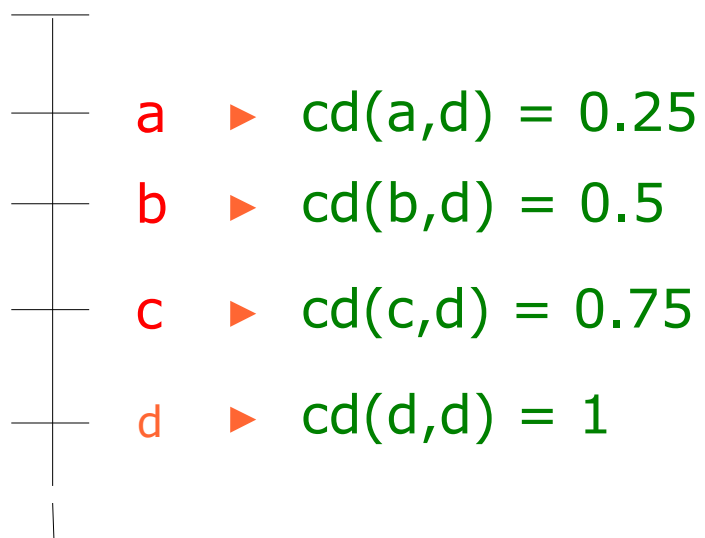 a ► cd(a,d) = 0.25
b ► cd(b,d) = 0.5
c ► cd(c,d) = 0.75
d ► cd(d,d) = 1